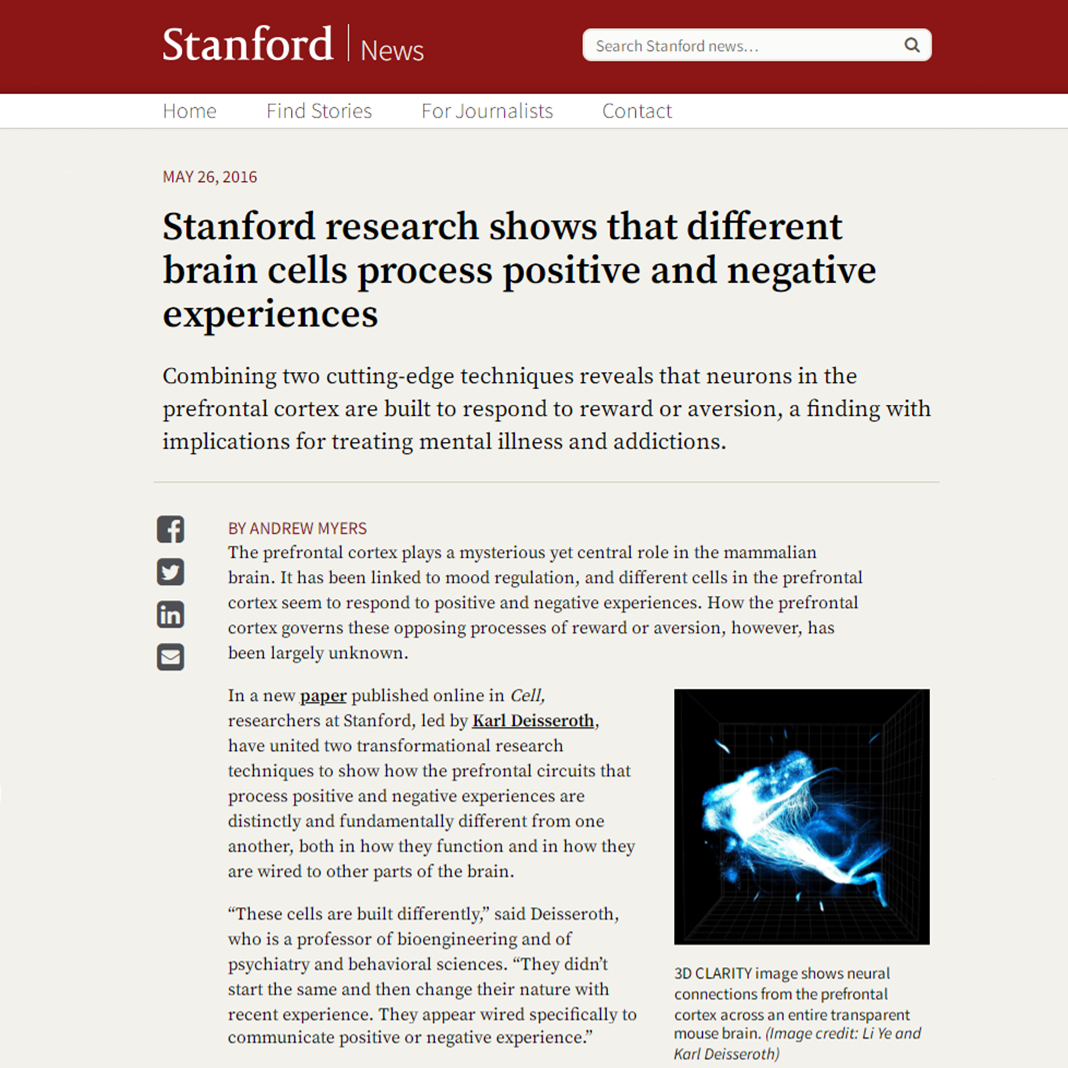 Stanford | News
Search Stanford news…
Home Find Stories For Journalists Contact
MAY 26, 2016
Stanford research shows that different
brain cells process positive and negative
experiences
Combining two cutting-edge techniques reveals that neurons in the
prefrontal cortex are built to respond to reward or aversion, a finding with
implications for treating mental illness and addictions.
BY ANDREW MYERS
The prefrontal cortex plays a mysterious yet central role in the mammalian
brain. It has been linked to mood regulation, and different cells in the prefrontal
cortex seem to respond to positive and negative experiences. How the prefrontal
cortex governs these opposing processes of reward or aversion, however, has
been largely unknown.
In a new paper published online in Cell,
researchers at Stanford, led by Karl Deisseroth,
have united two transformational research
techniques to show how the prefrontal circuits that
process positive and negative experiences are
distinctly and fundamentally different from one
another, both in how they function and in how they
are wired to other parts of the brain.
“These cells are built differently,” said Deisseroth,
who is a professor of bioengineering and of
psychiatry and behavioral sciences. “They didn’t
start the same and then change their nature with
recent experience. They appear wired specifically to
communicate positive or negative experience.”
3D CLARITY image shows neural
connections from the prefrontal
cortex across an entire transparent
mouse brain. (Image credit: Li Ye and
Karl Deisseroth)